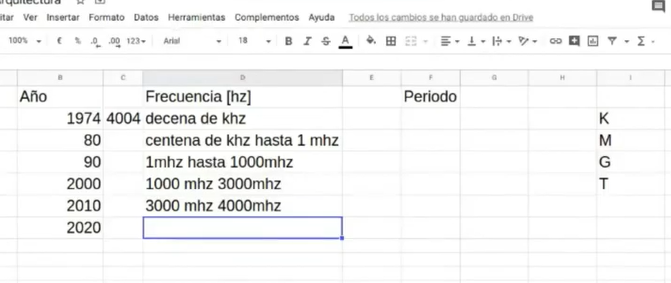 itar Ver Insertar Formato Datos Herramientas Complementos Ayuda Todos los cambios se han guardado en Drive
100% € % .0 .00 123 Arial 18 B I S A
B C D E F G H I
Año Frecuencia [hz] Periodo
1974 4004 decena de khz K
80 centena de khz hasta 1 mhz M
90 1mhz hasta 1000mhz G
2000 1000 mhz 3000mhz T
2010 3000 mhz 4000mhz
2020